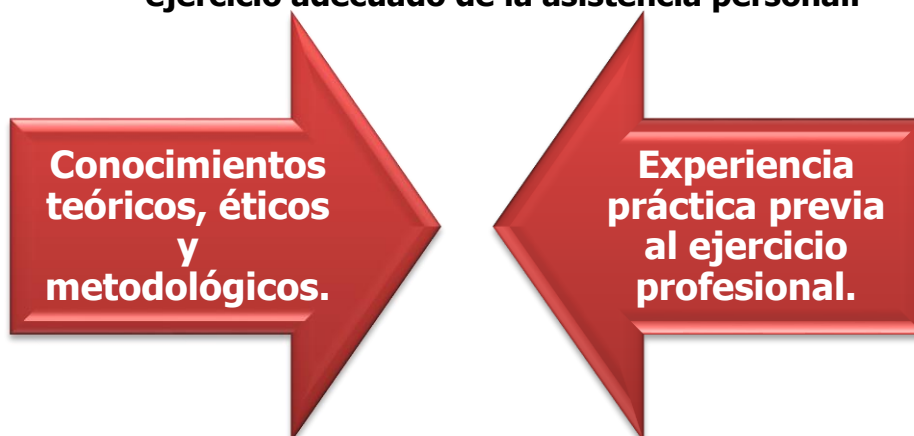 ejercicio adecuado de la asistencia personal.
Conocimientos
teóricos, éticos
y
metodológicos.
Experiencia
práctica previa
al ejercicio
profesional.